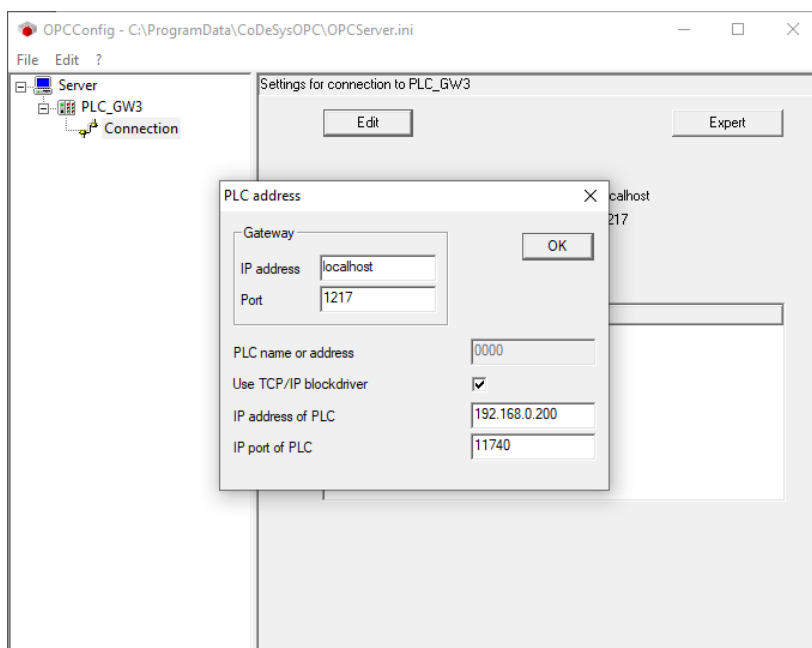 OPCConfig - C:\ProgramData\CoDeSysOPC\OPCServer.ini
File Edit ?
Server
PLC_GW3
Connection
Settings for connection to PLC_GW3
Edit
Expert
calhost
217
PLC address
Gateway
IP address localhost
Port 1217
OK
PLC name or address 0000
Use TCP/IP blockdriver
IP address of PLC 192.168.0.200
IP port of PLC 11740